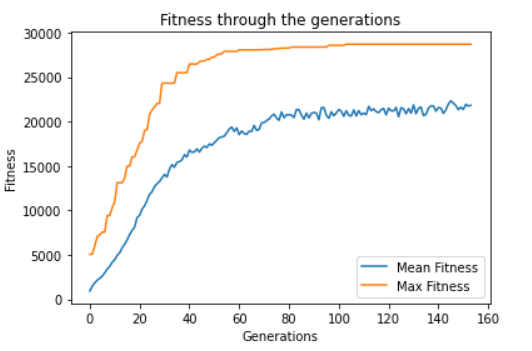 Fitness through the generations
30000
25000
20000
15000
10000
5000
0
Fitness
Mean Fitness
Max Fitness
0 20 40 60 80 100 120 140 160
Generations